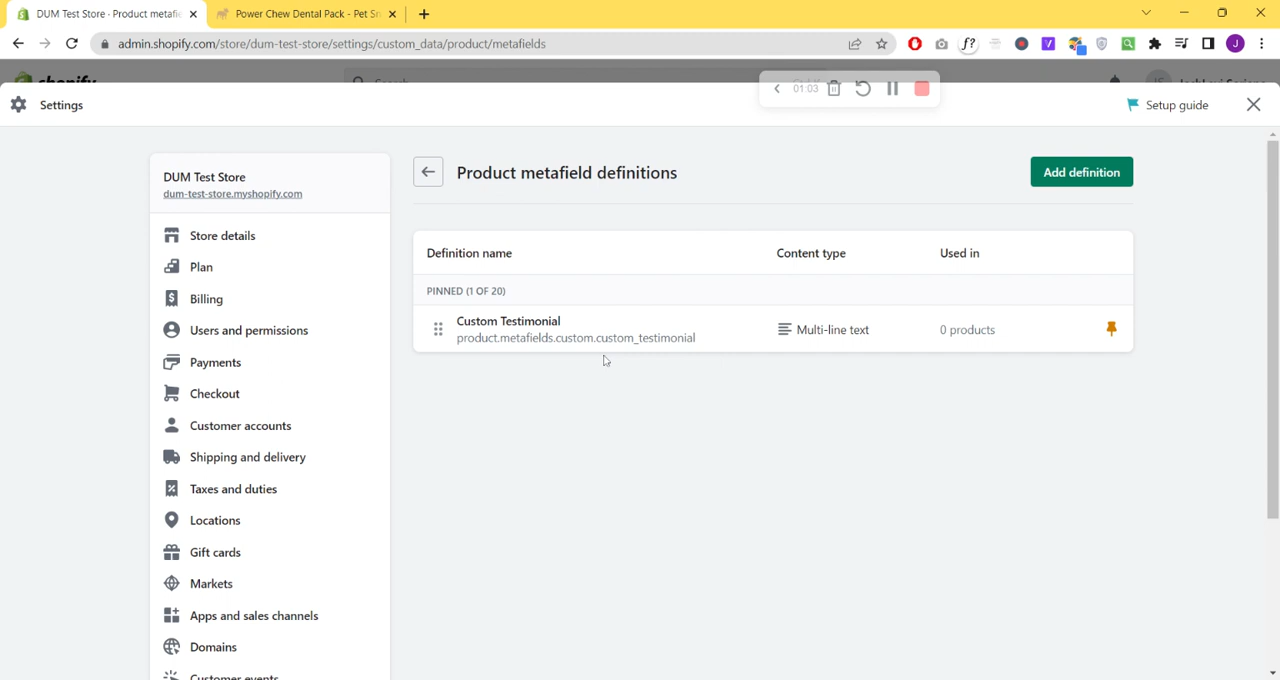 DUM Test Store · Product metafie
Power Chew Dental Pack - Pet Sn
admin.shopify.com/store/dum-test-store/settings/custom_data/product/metafields
shopify
Search
01:03
Settings
Setup guide
DUM Test Store
dum-test-store.myshopify.com
Product metafield definitions
Add definition
Store details
Plan
Billing
Users and permissions
Payments
Checkout
Customer accounts
Shipping and delivery
Taxes and duties
Locations
Gift cards
Markets
Apps and sales channels
Domains
Customer events
Definition name
Content type
Used in
PINNED (1 OF 20)
Custom Testimonial
product.metafields.custom.custom_testimonial
Multi-line text
0 products